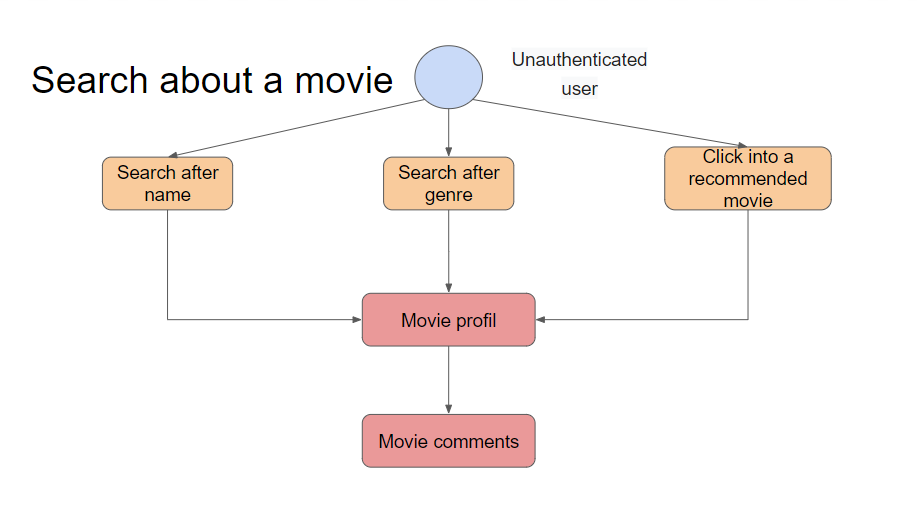 Search about a movie
Unauthenticated
user
Search after
name
Search after
genre
Click into a
recommended
movie
Movie profil
Movie comments